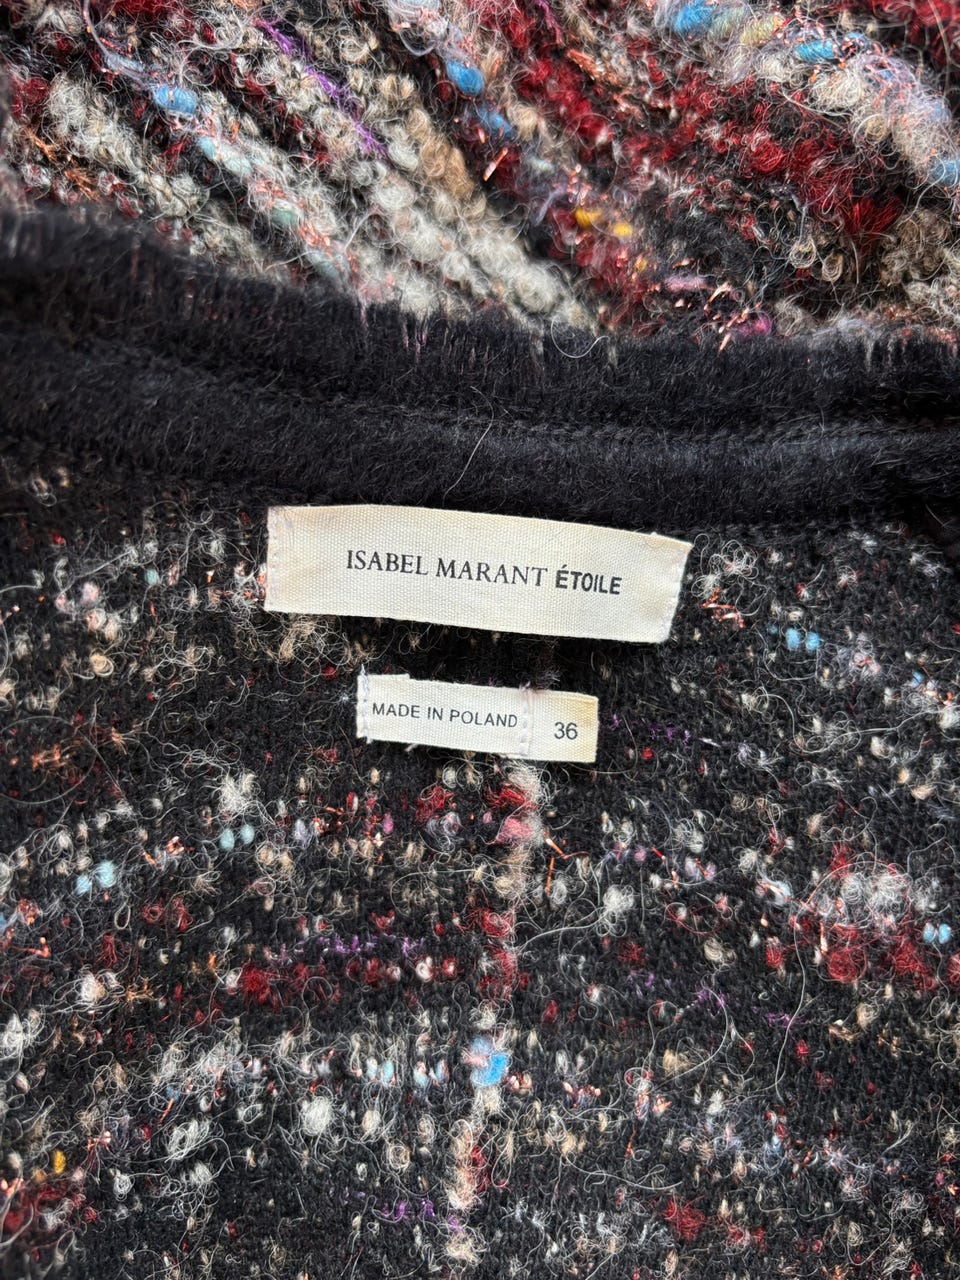 ISABEL MARANT ÉTOILE
MADE IN POLAND 36